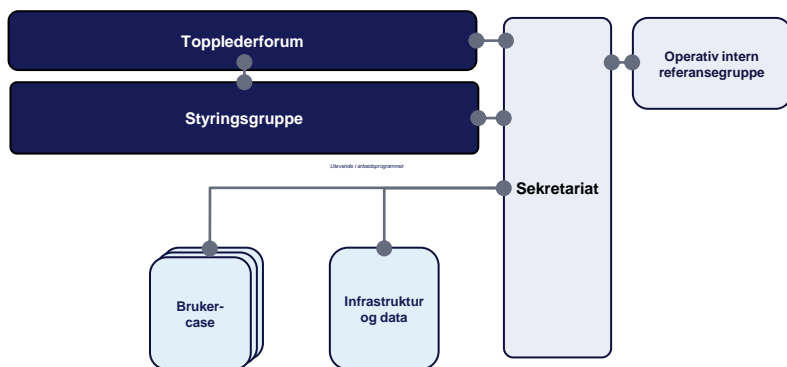 Topplederforum
Operativ intern
referansegruppe
Styringsgruppe
Utøvende i arbeidsprogrammet
Sekretariat
Bruker-
case
Infrastruktur
og data